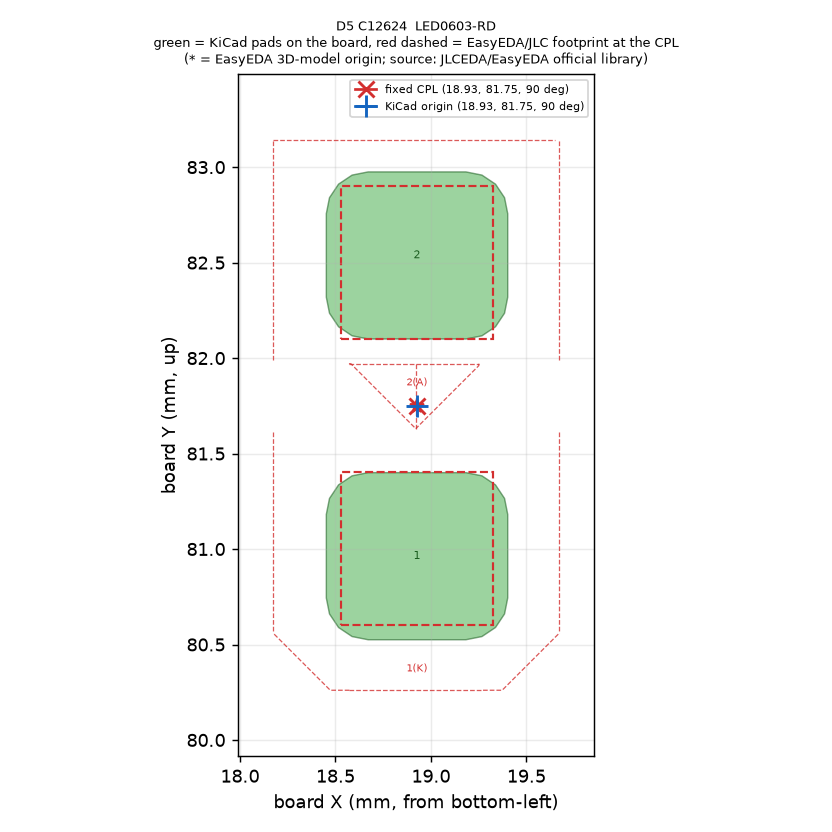 D5 C12624  LED0603-RD
green = KiCad pads on the board, red dashed = EasyEDA/JLC footprint at the CPL
(* = EasyEDA 3D-model origin; source: JLCEDA/EasyEDA official library)
fixed CPL (18.93, 81.75, 90 deg)
KiCad origin (18.93, 81.75, 90 deg)
83.0
82.5
82.0
81.5
81.0
80.5
80.0
board Y (mm, up)
2
2(A)
1
1(K)
18.0 18.5 19.0 19.5
board X (mm, from bottom-left)